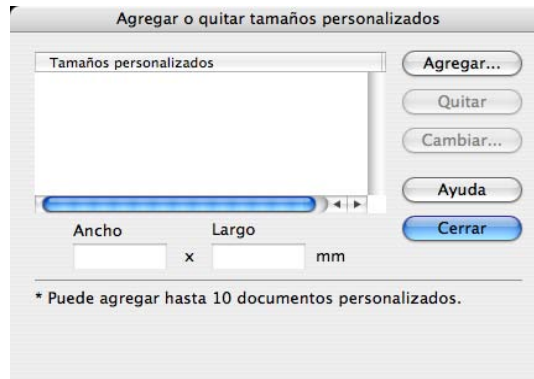 Agregar o quitar tamaños personalizados
Tamaños personalizados
Agregar...
Quitar
Cambiar...
Ayuda
Cerrar
Ancho Largo
x mm
* Puede agregar hasta 10 documentos personalizados.